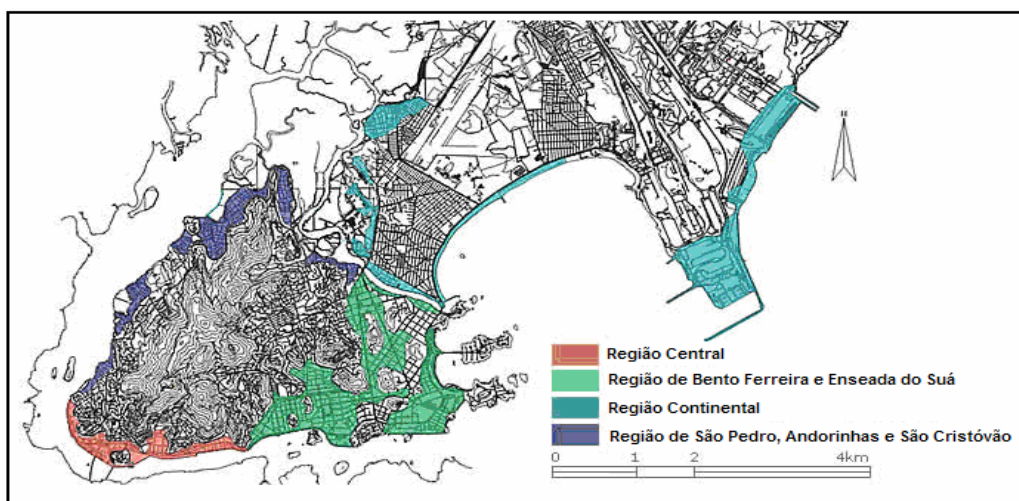 N
Região Central
Região de Bento Ferreira e Enseada do Suá
Região Continental
Região de São Pedro, Andorinhas e São Cristóvão
0 1 2 4km